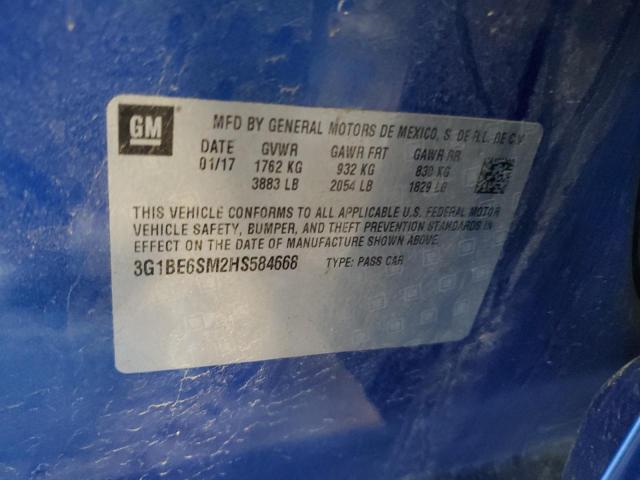 GM
MFD BY GENERAL MOTORS DE MEXICO, S. DE R.L. DE C.V
DATE GVWR GAWR FRT GAWR RR
01/17 1762 KG 932 KG 830 KG
3883 LB 2054 LB 1829 LB
THIS VEHICLE CONFORMS TO ALL APPLICABLE U.S. FEDERAL MOTOR
VEHICLE SAFETY, BUMPER, AND THEFT PREVENTION STANDARDS IN
EFFECT ON THE DATE OF MANUFACTURE SHOWN ABOVE.
3G1BE6SM2HS584668 TYPE: PASS CAR